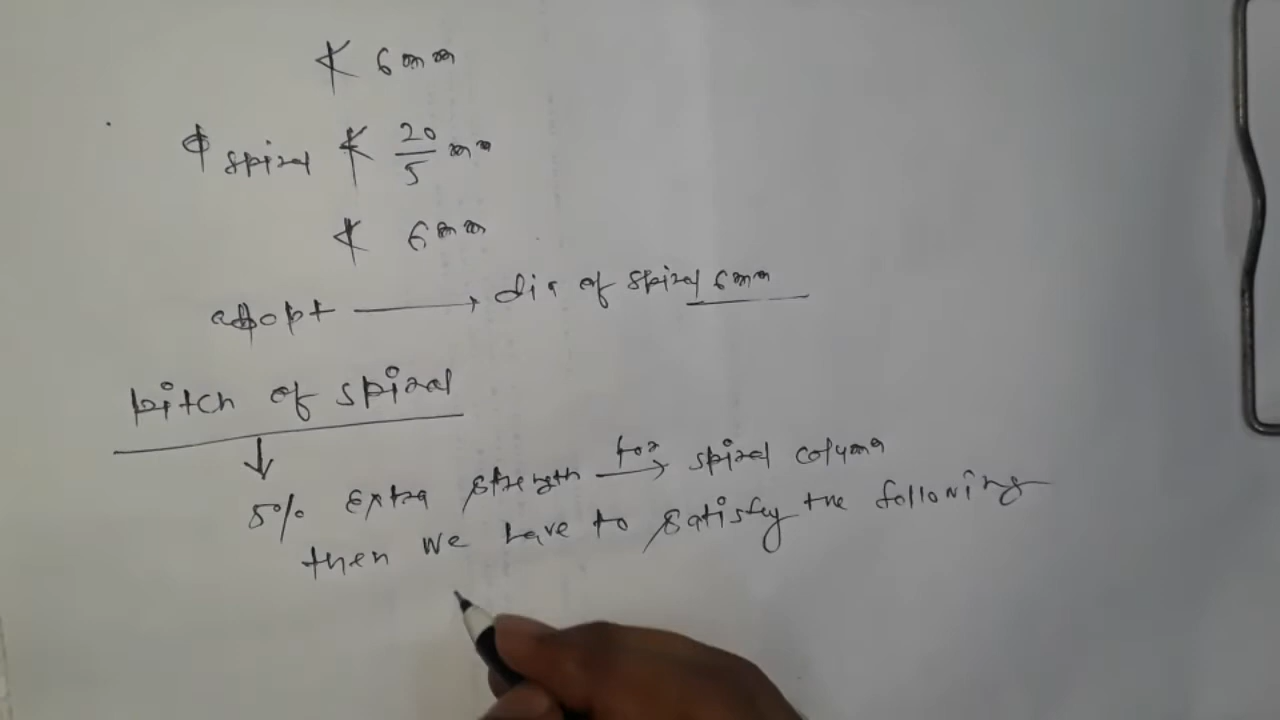 ≮ 6mm
ϕ spiral ≮ 20/5 mm
≮ 6mm
adopt → dia of spiral 6mm
pitch of spiral
↓
5% Extra strength for → spiral column
then we have to satisfy the following